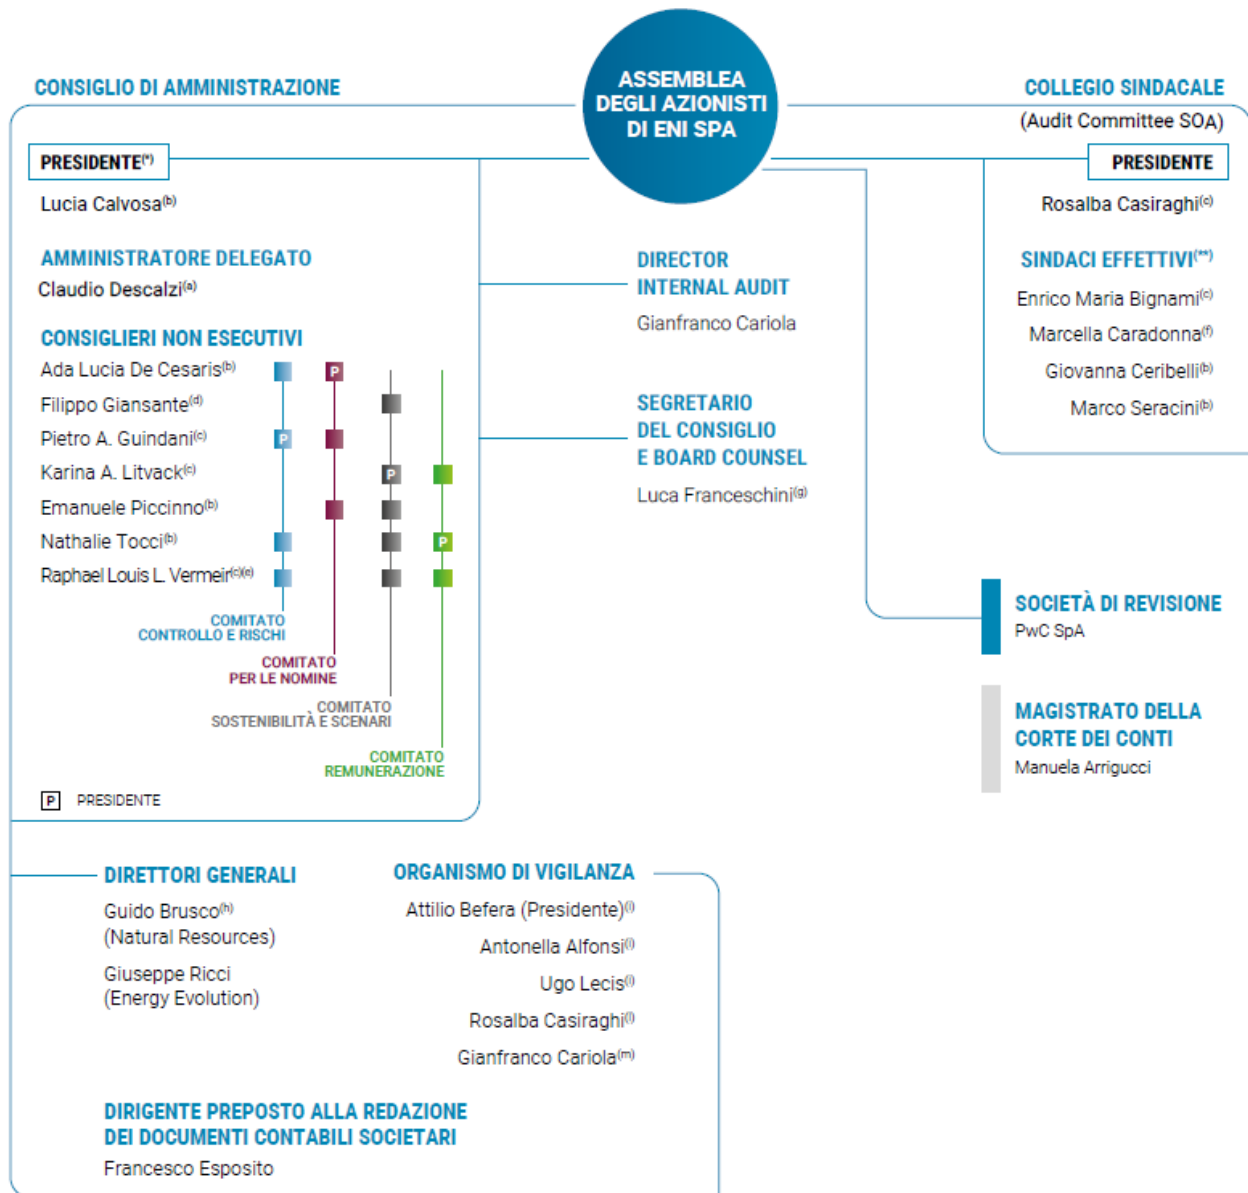 CONSIGLIO DI AMMINISTRAZIONE
PRESIDENTE(*)
Lucia Calvosa(b)
AMMINISTRATORE DELEGATO
Claudio Descalzi(a)
CONSIGLIERI NON ESECUTIVI
Ada Lucia De Cesaris(b)
P
Filippo Giansante(d)
Pietro A. Guindani(c)
P
Karina A. Litvack(c)
P
Emanuele Piccinno(b)
Nathalie Tocci(b)
P
Raphael Louis L. Vermeir(c)(e)
COMITATO
CONTROLLO E RISCHI
COMITATO
PER LE NOMINE
COMITATO
SOSTENIBILITÀ E SCENARI
COMITATO
REMUNERAZIONE
P PRESIDENTE
ASSEMBLEA
DEGLI AZIONISTI
DI ENI SPA
DIRECTOR
INTERNAL AUDIT
Gianfranco Cariola
SEGRETARIO
DEL CONSIGLIO
E BOARD COUNSEL
Luca Franceschini(g)
COLLEGIO SINDACALE
(Audit Committee SOA)
PRESIDENTE
Rosalba Casiraghi(c)
SINDACI EFFETTIVI(**)
Enrico Maria Bignami(c)
Marcella Caradonna(f)
Giovanna Ceribelli(b)
Marco Seracini(b)
SOCIETÀ DI REVISIONE
PwC SpA
MAGISTRATO DELLA
CORTE DEI CONTI
Manuela Arrigucci
DIRETTORI GENERALI
Guido Brusco(h)
(Natural Resources)
Giuseppe Ricci
(Energy Evolution)
ORGANISMO DI VIGILANZA
Attilio Befera (Presidente)(i)
Antonella Alfonsi(i)
Ugo Lecis(i)
Rosalba Casiraghi(l)
Gianfranco Cariola(m)
DIRIGENTE PREPOSTO ALLA REDAZIONE
DEI DOCUMENTI CONTABILI SOCIETARI
Francesco Esposito